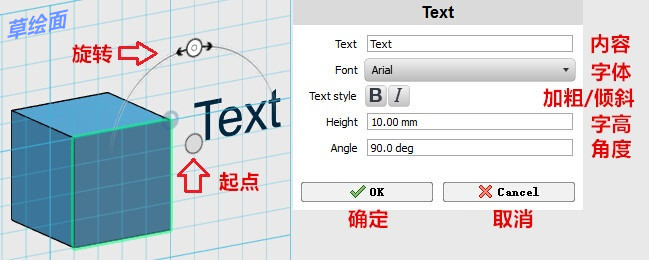 草绘面
旋转
Text
起点
Text
Text Text 内容
Font Arial 字体
Text style B I 加粗/倾斜
Height 10.00 mm 字高
Angle 90.0 deg 角度
OK Cancel
确定 取消